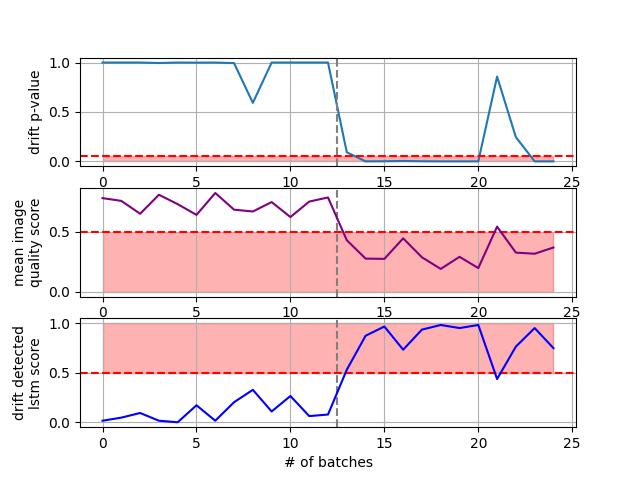 1.0
0.5
0.0
drift p-value
0 5 10 15 20 25
0.5
0.0
mean image
quality score
0 5 10 15 20 25
1.0
0.5
0.0
drift detected
lstm score
0 5 10 15 20 25
# of batches